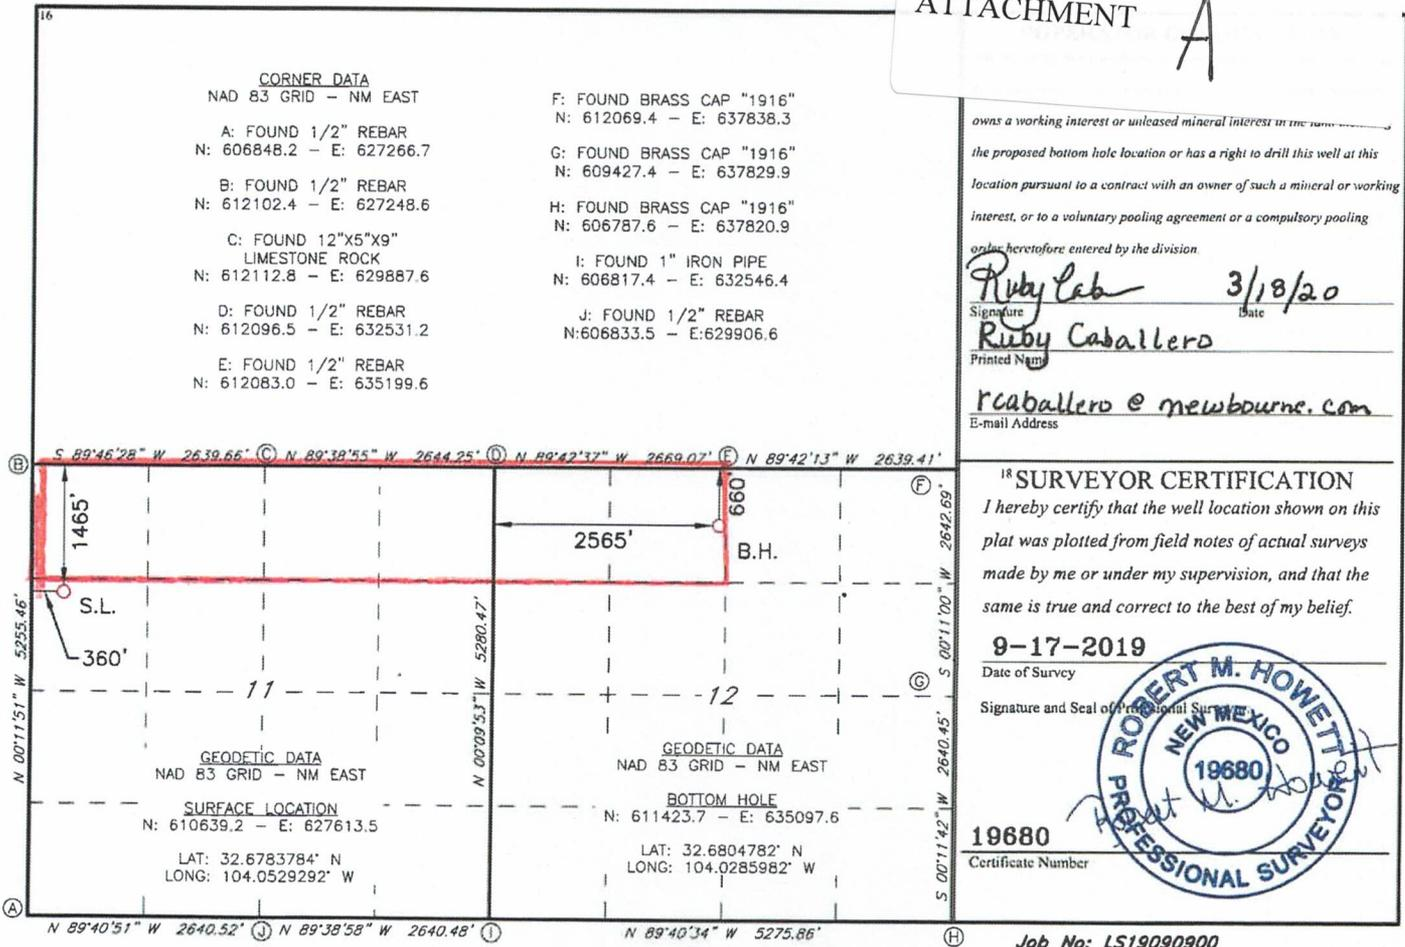 16
ATTACHMENT A
CORNER DATA
NAD 83 GRID – NM EAST
A: FOUND 1/2" REBAR
N: 606848.2 – E: 627266.7
B: FOUND 1/2" REBAR
N: 612102.4 – E: 627248.6
C: FOUND 12"X5"X9"
LIMESTONE ROCK
N: 612112.8 – E: 629887.6
D: FOUND 1/2" REBAR
N: 612096.5 – E: 632531.2
E: FOUND 1/2" REBAR
N: 612083.0 – E: 635199.6
F: FOUND BRASS CAP "1916"
N: 612069.4 – E: 637838.3
G: FOUND BRASS CAP "1916"
N: 609427.4 – E: 637829.9
H: FOUND BRASS CAP "1916"
N: 606787.6 – E: 637820.9
I: FOUND 1" IRON PIPE
N: 606817.4 – E: 632546.4
J: FOUND 1/2" REBAR
N:606833.5 – E:629906.6
owns a working interest or unleased mineral interest in the
the proposed bottom hole location or has a right to drill this well at this
location pursuant to a contract with an owner of such a mineral or working
interest, or to a voluntary pooling agreement or a compulsory pooling
order heretofore entered by the division.
3/18/20
Signature Date
Ruby Caballero
Printed Name
rcaballero @ newbourne.com
E-mail Address
B S 89°46'28" W 2639.66' C N 89°38'55" W 2644.25' D N 89°42'37" W 2669.07' E N 89°42'13" W 2639.41'
F
1465'
660'
2565'
B.H.
S.L.
360'
N 00°11'51" W 5255.46'
N 00°09'53" W 5280.47'
S 00°11'00" W 2642.69'
G
11
12
S 00°11'42" W 2640.45'
GEODETIC DATA
NAD 83 GRID – NM EAST
SURFACE LOCATION
N: 610639.2 – E: 627613.5
LAT: 32.6783784° N
LONG: 104.0529292° W
GEODETIC DATA
NAD 83 GRID – NM EAST
BOTTOM HOLE
N: 611423.7 – E: 635097.6
LAT: 32.6804782° N
LONG: 104.0285982° W
A
N 89°40'51" W 2640.52' J N 89°38'58" W 2640.48' I
N 89°40'34" W 5275.86'
H
18 SURVEYOR CERTIFICATION
I hereby certify that the well location shown on this
plat was plotted from field notes of actual surveys
made by me or under my supervision, and that the
same is true and correct to the best of my belief.
9-17-2019
Date of Survey
Signature and Seal of Professional Surveyor
ROBERT M. HOWETT
NEW MEXICO
19680
PROFESSIONAL SURVEYOR
Robert M. Howett
19680
Certificate Number
Job No: LS19090900